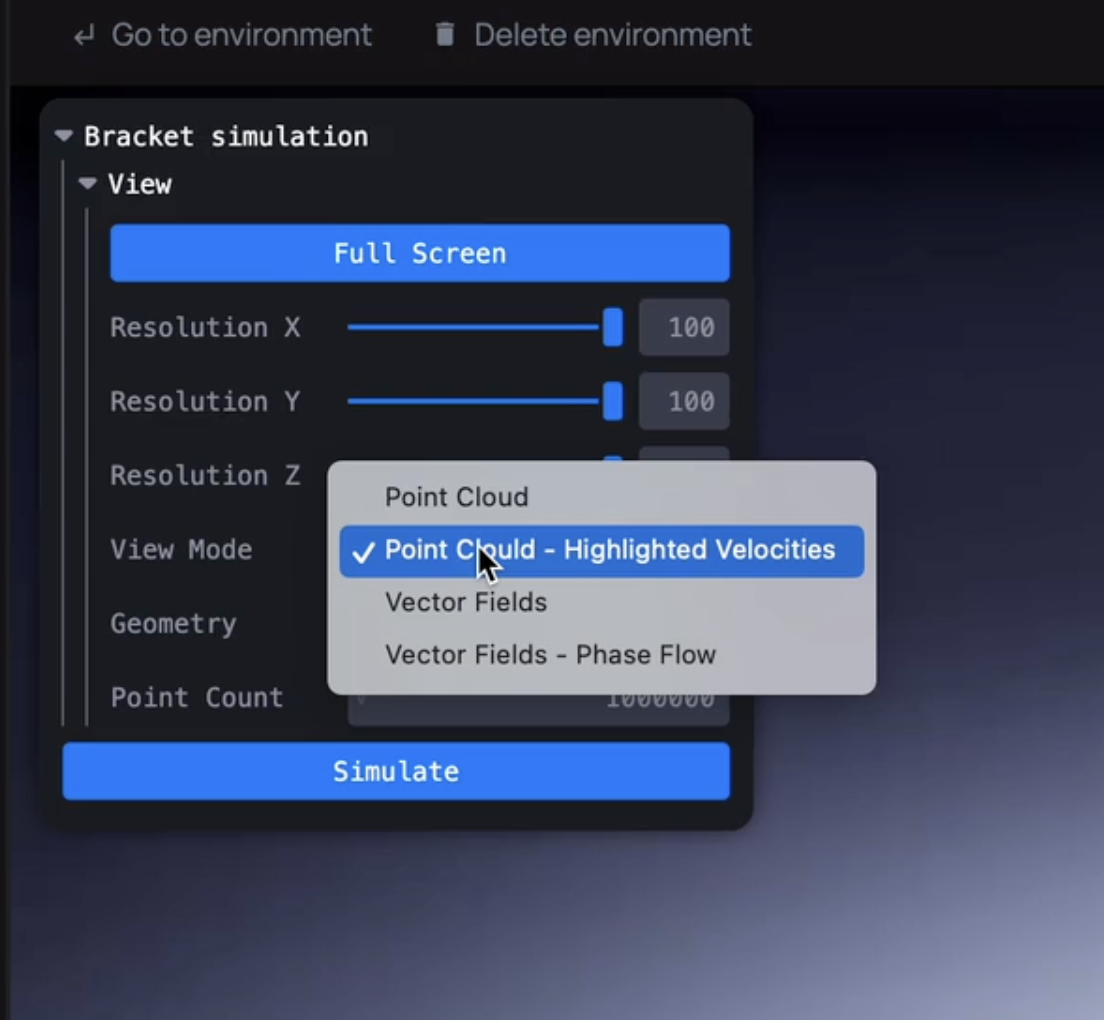 Go to environment Delete environment
Bracket simulation
View
Full Screen
Resolution X 100
Resolution Y 100
Resolution Z
Point Cloud
View Mode Point Clould - Highlighted Velocities
Vector Fields
Geometry
Vector Fields - Phase Flow
Point Count 1000000
Simulate